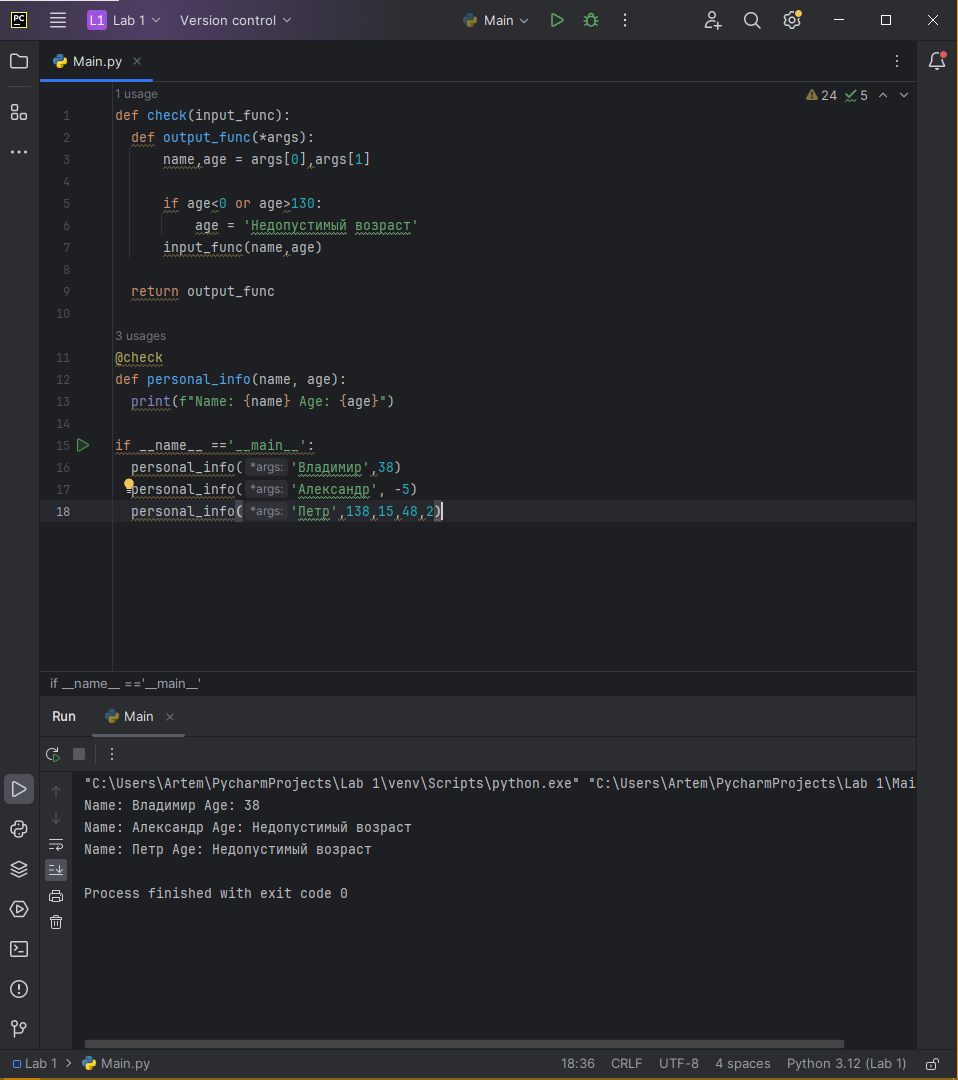 PC L1 Lab 1 Version control Main
Main.py
1 usage 24 5
1 def check(input_func):
2 def output_func(*args):
3 name,age = args[0],args[1]
4
5 if age<0 or age>130:
6 age = 'Недопустимый возраст'
7 input_func(name,age)
8
9 return output_func
10
3 usages
11 @check
12 def personal_info(name, age):
13 print(f"Name: {name} Age: {age}")
14
15 if __name__ =='__main__':
16 personal_info( *args: 'Владимир',38)
17 personal_info( *args: 'Александр', -5)
18 personal_info( *args: 'Петр',138,15,48,2)
if __name__ =='__main__'
Run Main
"C:\Users\Artem\PycharmProjects\Lab 1\venv\Scripts\python.exe" "C:\Users\Artem\PycharmProjects\Lab 1\Mai
Name: Владимир Age: 38
Name: Александр Age: Недопустимый возраст
Name: Петр Age: Недопустимый возраст
Process finished with exit code 0
Lab 1 Main.py 18:36 CRLF UTF-8 4 spaces Python 3.12 (Lab 1)